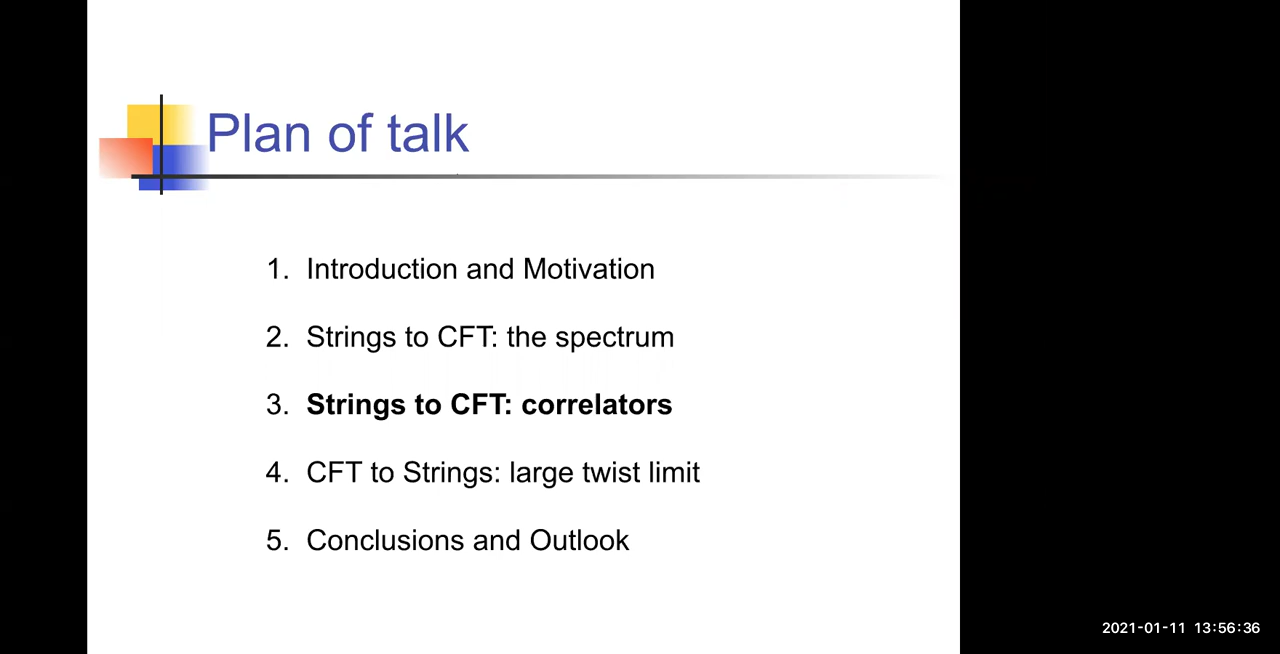 Plan of talk
1. Introduction and Motivation
2. Strings to CFT: the spectrum
3. Strings to CFT: correlators
4. CFT to Strings: large twist limit
5. Conclusions and Outlook
2021-01-11 13:56:36